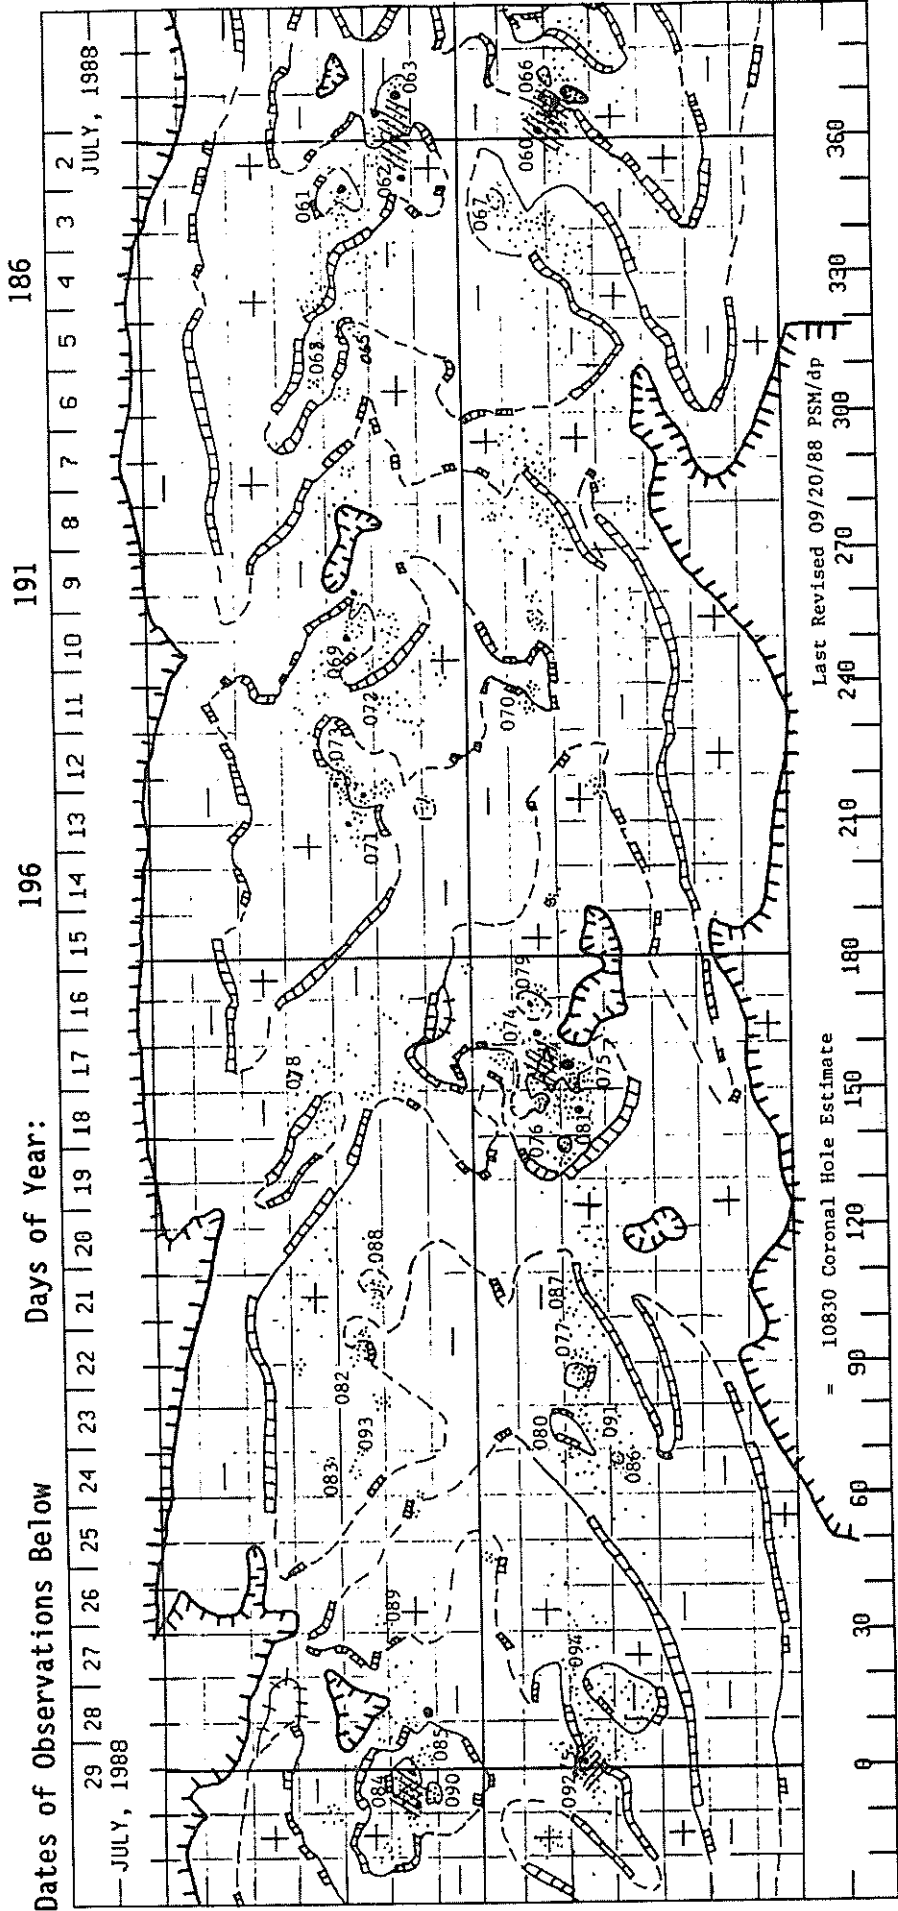 Dates of Observations Below Days of Year: 196 191 186
29 28 27 26 25 24 23 22 21 20 19 18 17 16 15 14 13 12 11 10 9 8 7 6 5 4 3 2
JULY, 1988 JULY, 1988
078 061
083 082 073 069 068
084 089 093 088 071 072 065 062 063
090 085
074 079 070 067 060 066
080 077 087 076
092 094 091 081 075
086
= 10830 Coronal Hole Estimate Last Revised 09/20/88 PSM/dp
0 30 60 90 120 150 180 210 240 270 300 330 360